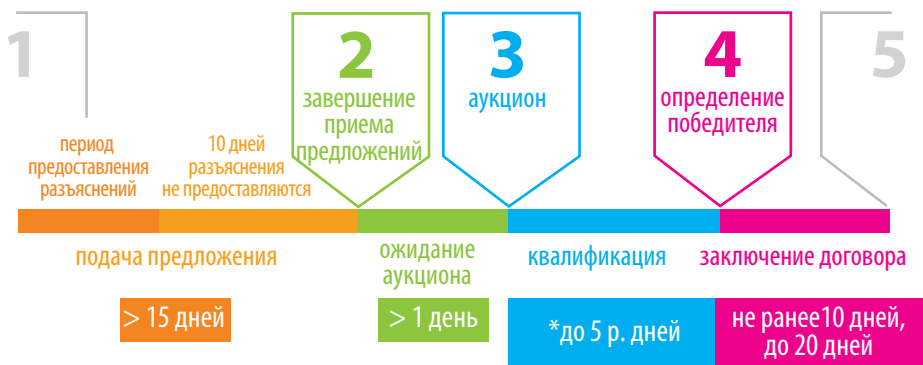 1
2
завершение
приема
предложений
3
аукцион
4
определение
победителя
5
период
предоставления
разъяснений
10 дней
разъяснения
не предоставляются
подача предложения
ожидание
аукциона
квалификация
заключение договора
> 15 дней
> 1 день
*до 5 р. дней
не ранее10 дней,
до 20 дней